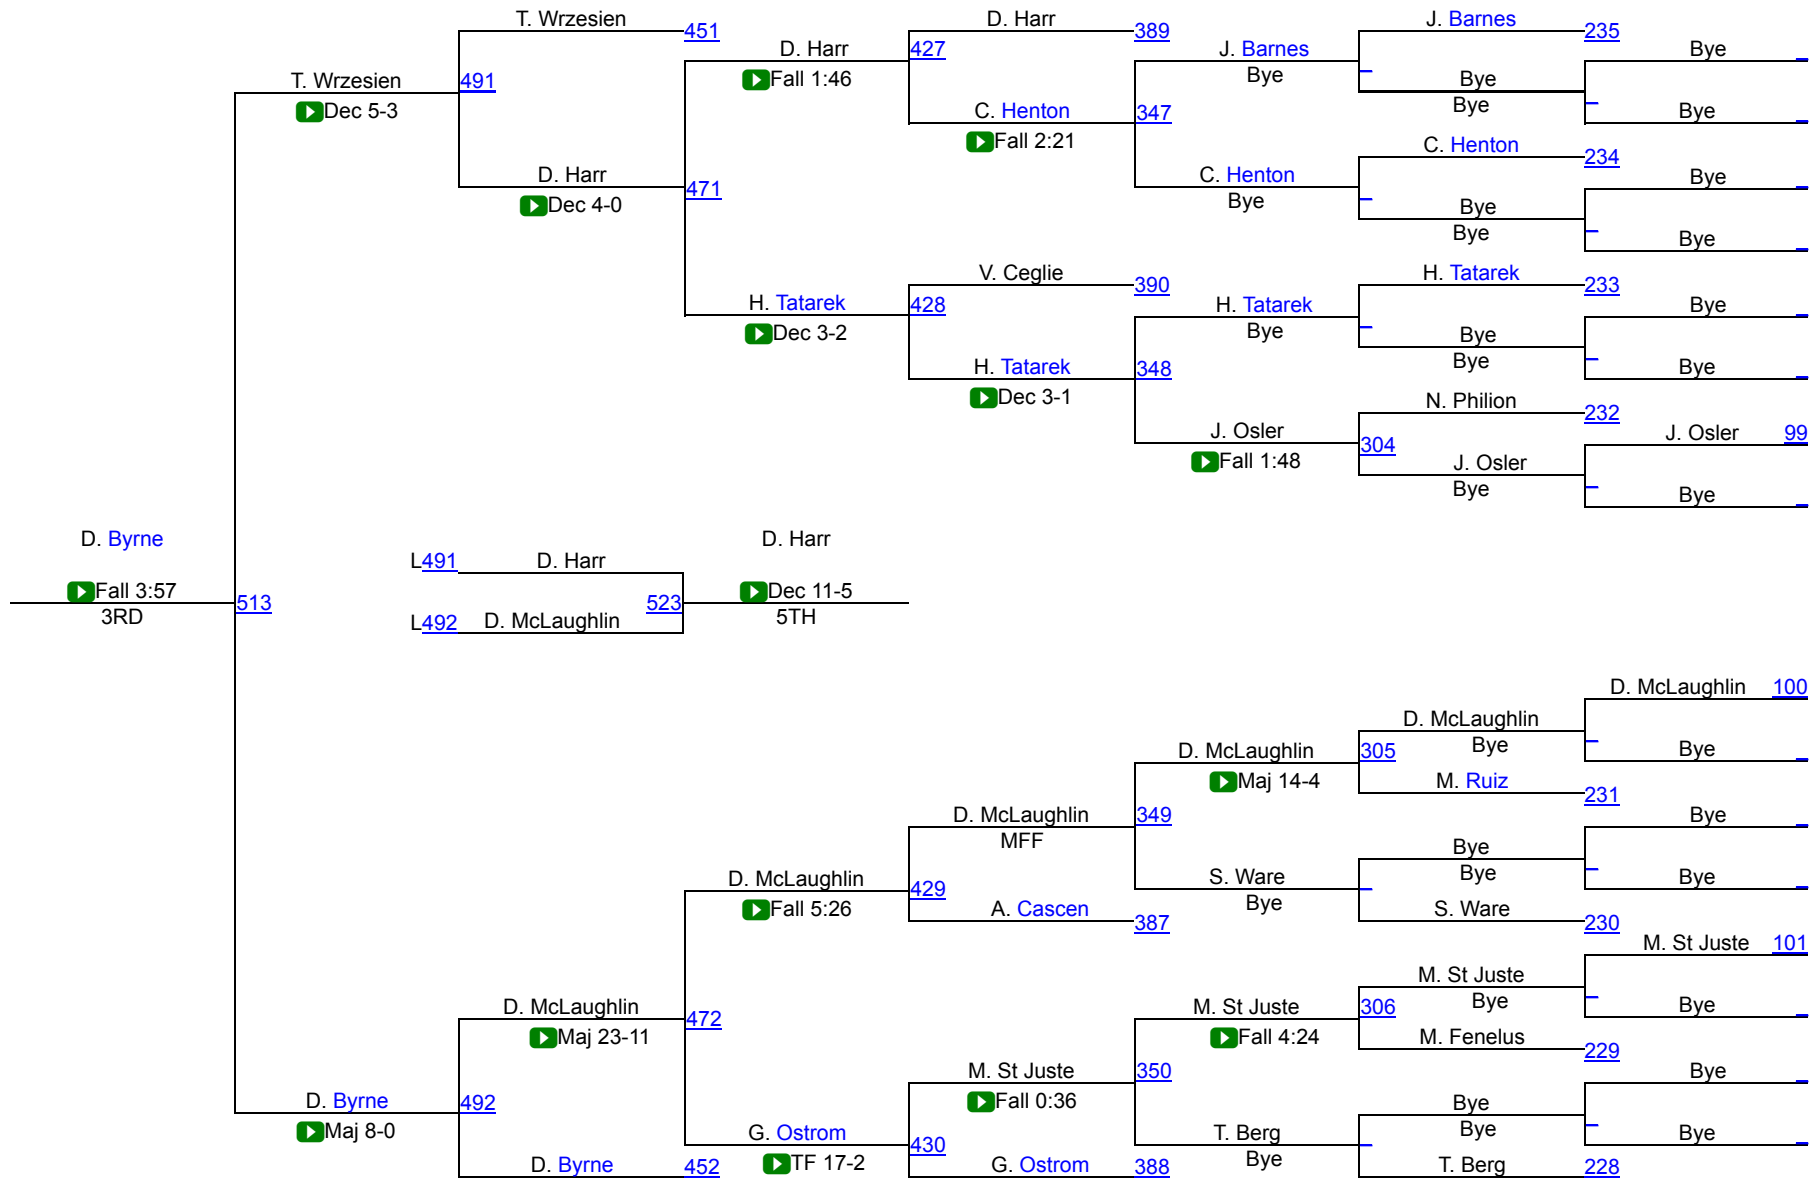 T. Wrzesien
451
D. Harr
389
J. Barnes
235
D. Harr
427
J. Barnes
Bye
T. Wrzesien
491
Fall 1:46
Bye
Bye
Dec 5-3
C. Henton
347
Bye
Bye
Fall 2:21
C. Henton
234
D. Harr
471
C. Henton
Bye
Dec 4-0
Bye
Bye
Bye
Bye
V. Ceglie
390
H. Tatarek
233
H. Tatarek
428
H. Tatarek
Bye
Dec 3-2
Bye
Bye
H. Tatarek
348
Bye
Bye
Dec 3-1
N. Philion
232
J. Osler
304
J. Osler
99
Fall 1:48
J. Osler
Bye
Bye
D. Byrne
D. Harr
L491
D. Harr
Fall 3:57
513
523
Dec 11-5
3RD
L492
D. McLaughlin
5TH
D. McLaughlin
100
D. McLaughlin
D. McLaughlin
305
Bye
Bye
Maj 14-4
M. Ruiz
231
D. McLaughlin
349
Bye
MFF
Bye
D. McLaughlin
429
S. Ware
Bye
Bye
Fall 5:26
A. Cascen
387
Bye
S. Ware
230
M. St Juste
101
M. St Juste
D. McLaughlin
472
M. St Juste
306
Bye
Bye
Maj 23-11
Fall 4:24
M. Fenelus
229
M. St Juste
350
Bye
D. Byrne
492
Fall 0:36
Bye
Maj 8-0
G. Ostrom
430
T. Berg
Bye
Bye
TF 17-2
Bye
D. Byrne
452
G. Ostrom
388
T. Berg
228